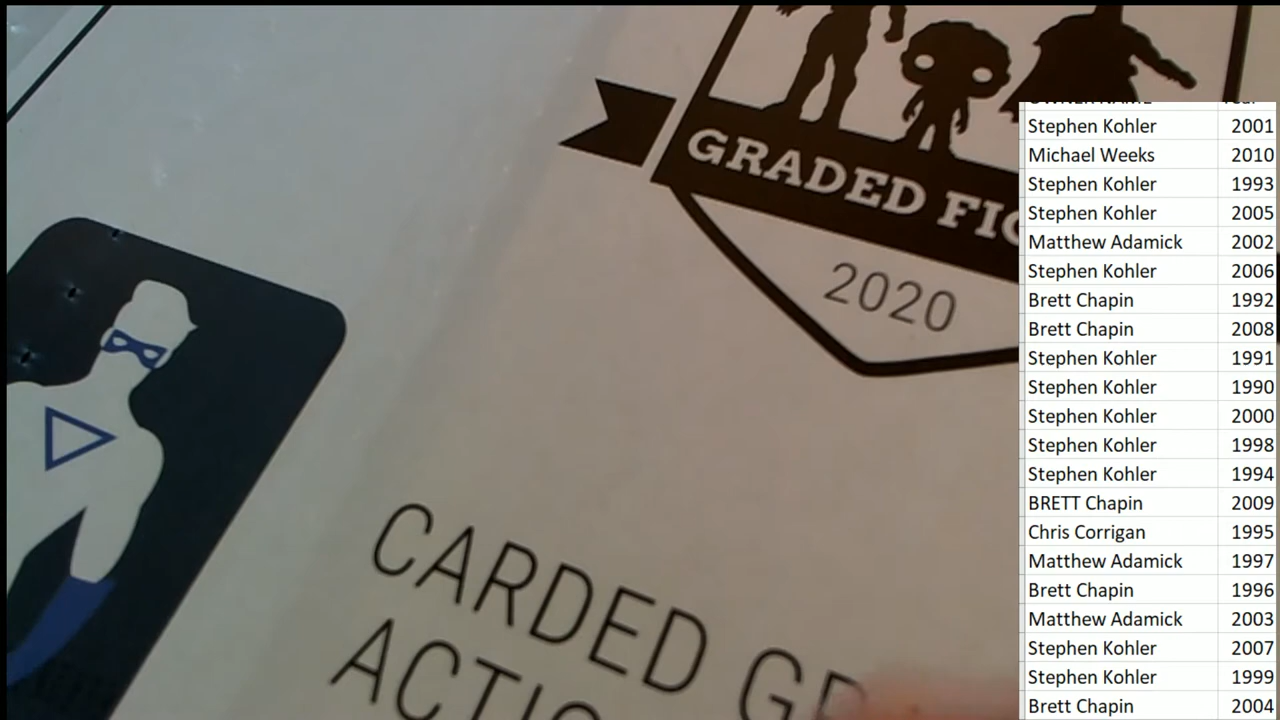 GRADED FIG
2020
CARDED GR
ACTIO
OWNER NAME Year
Stephen Kohler 2001
Michael Weeks 2010
Stephen Kohler 1993
Stephen Kohler 2005
Matthew Adamick 2002
Stephen Kohler 2006
Brett Chapin 1992
Brett Chapin 2008
Stephen Kohler 1991
Stephen Kohler 1990
Stephen Kohler 2000
Stephen Kohler 1998
Stephen Kohler 1994
BRETT Chapin 2009
Chris Corrigan 1995
Matthew Adamick 1997
Brett Chapin 1996
Matthew Adamick 2003
Stephen Kohler 2007
Stephen Kohler 1999
Brett Chapin 2004